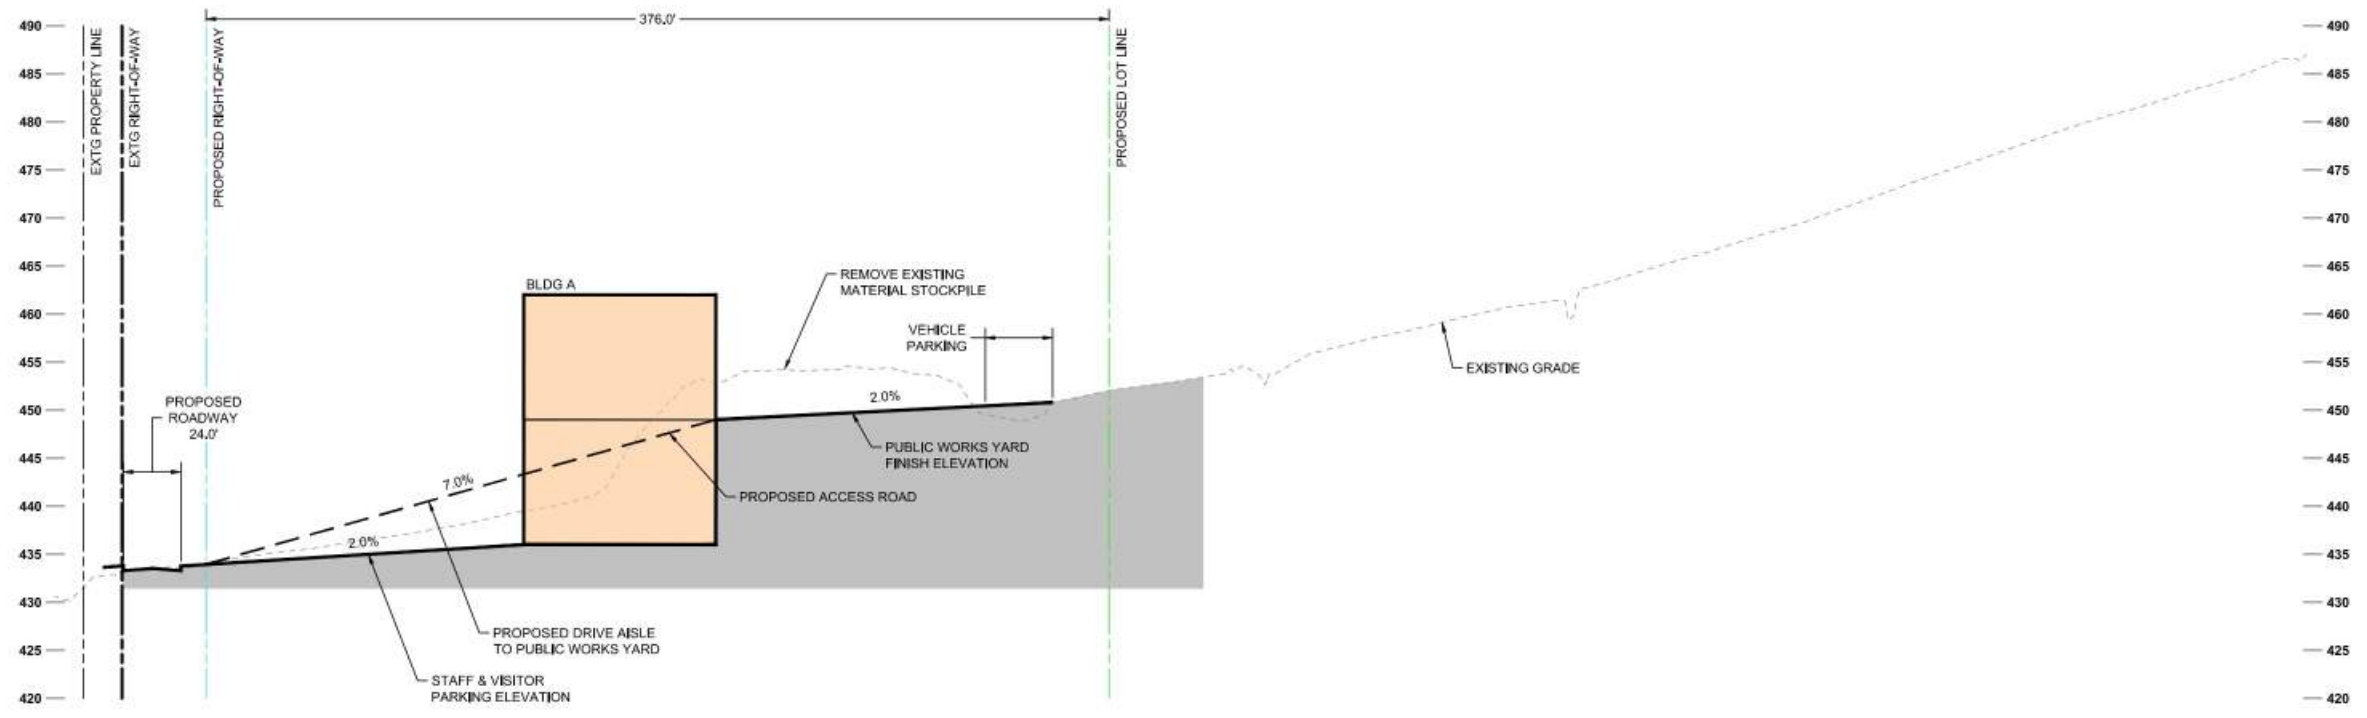 376.0'
490
485
480
475
470
465
460
455
450
445
440
435
430
425
420
EXTG PROPERTY LINE
EXTG RIGHT-OF-WAY
PROPOSED RIGHT-OF-WAY
PROPOSED LOT LINE
BLDG A
REMOVE EXISTING
MATERIAL STOCKPILE
VEHICLE
PARKING
EXISTING GRADE
PROPOSED
ROADWAY
24.0'
2.0%
PUBLIC WORKS YARD
FINISH ELEVATION
7.0%
PROPOSED ACCESS ROAD
2.0%
PROPOSED DRIVE AISLE
TO PUBLIC WORKS YARD
STAFF & VISITOR
PARKING ELEVATION
490
485
480
475
470
465
460
455
450
445
440
435
430
425
420